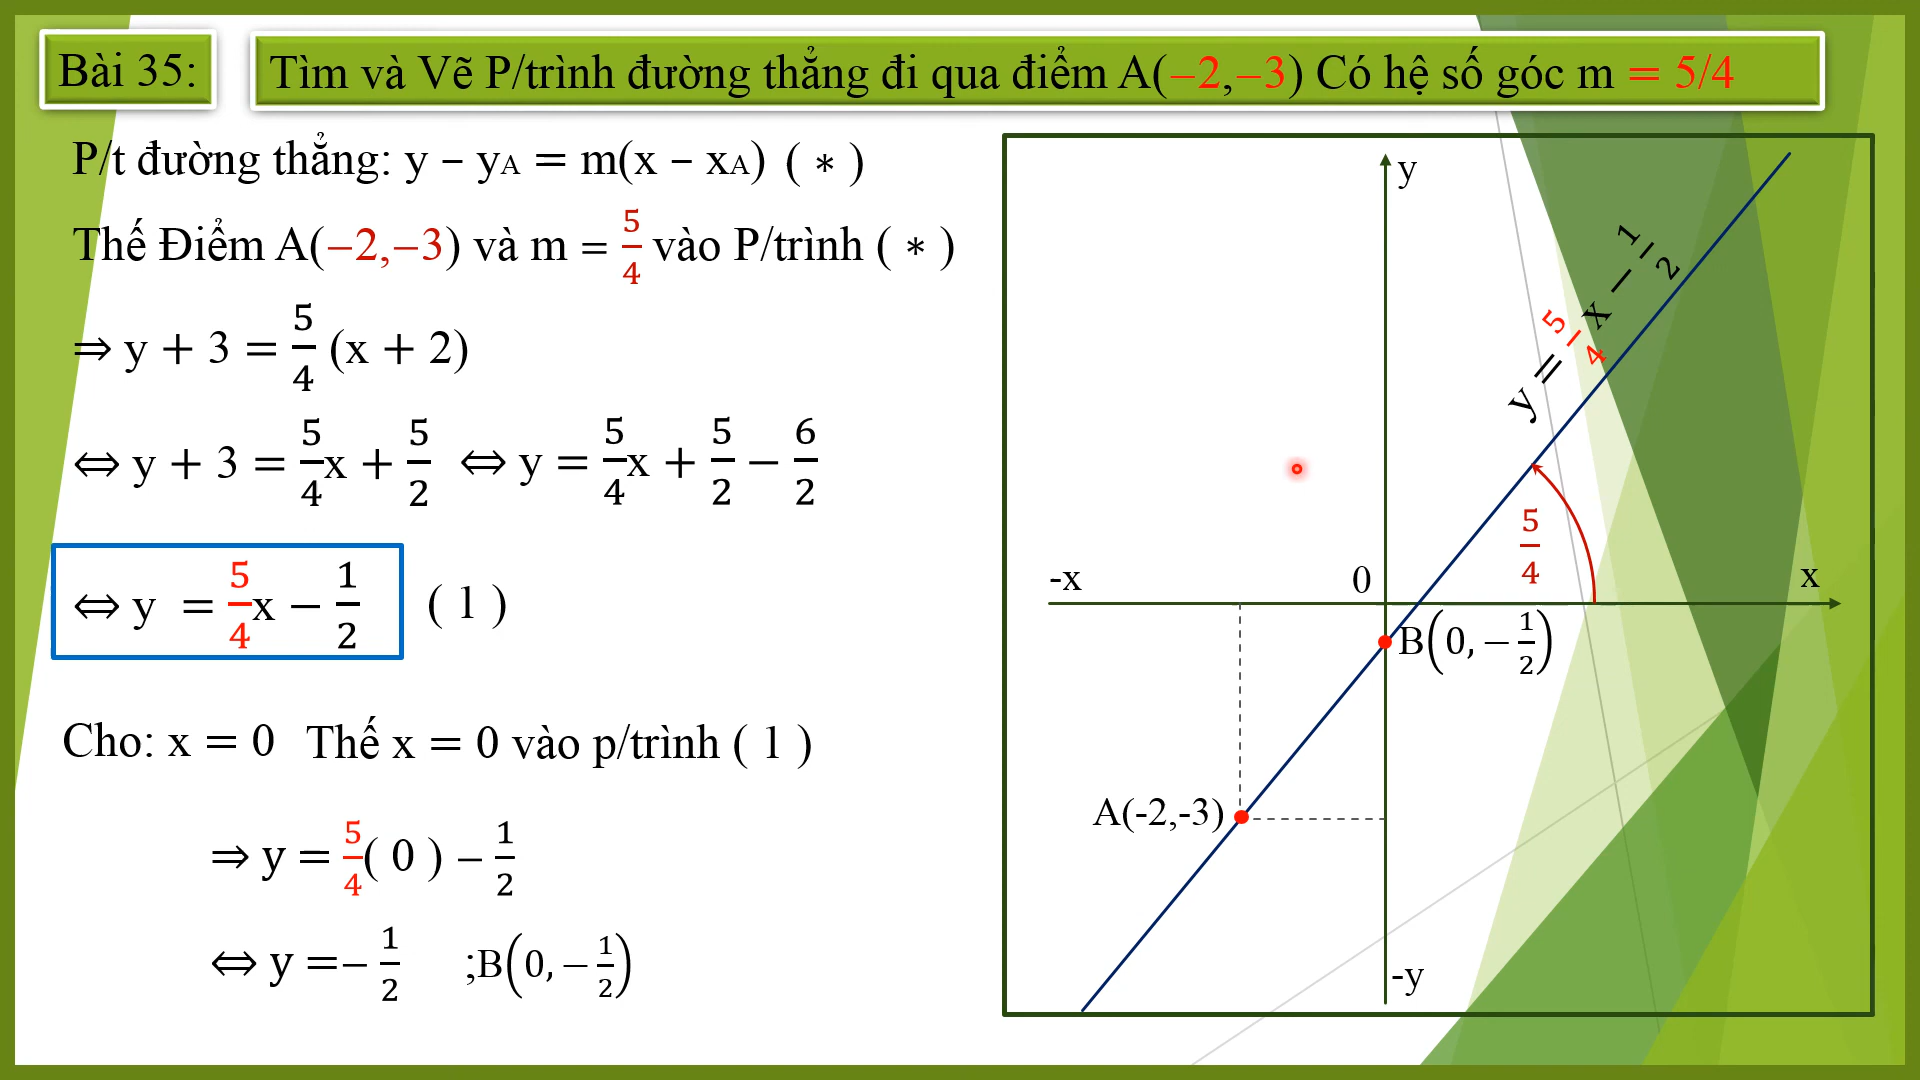 Bài 35:
Tìm và Vẽ P/trình đường thẳng đi qua điểm A(−2,−3) Có hệ số góc m = 5/4
P/t đường thẳng: y – yA = m(x – xA) ( * )
Thế Điểm A(−2,−3) và m = 5/4 vào P/trình ( * )
⇒ y + 3 = 5/4 (x + 2)
⇔ y + 3 = 5/4x + 5/2 ⇔ y = 5/4x + 5/2 − 6/2
⇔ y = 5/4x − 1/2 ( 1 )
Cho: x = 0 Thế x = 0 vào p/trình ( 1 )
⇒ y = 5/4( 0 ) – 1/2
⇔ y =– 1/2 ;B(0, − 1/2)
y
y = 5/4x − 1/2
5/4
-x
0
x
B(0, − 1/2)
A(-2,-3)
-y